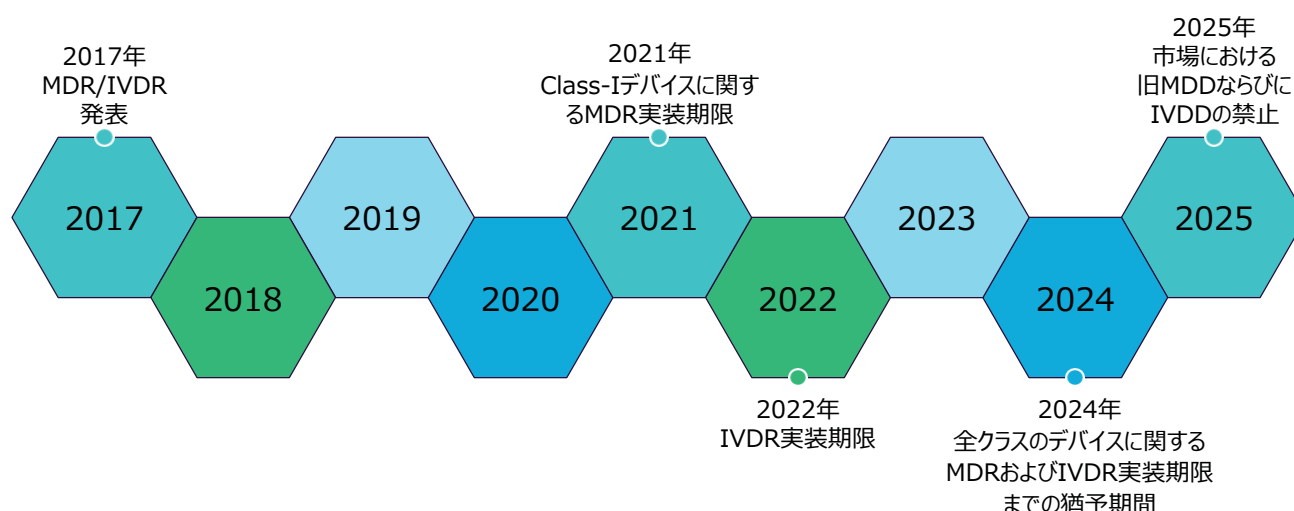 2017年
MDR/IVDR
発表
2021年
Class-Iデバイスに関す
るMDR実装期限
2025年
市場における
旧MDDならびに
IVDDの禁止
2017
2018
2019
2020
2021
2022
2023
2024
2025
2022年
IVDR実装期限
2024年
全クラスのデバイスに関する
MDRおよびIVDR実装期限
までの猶予期間